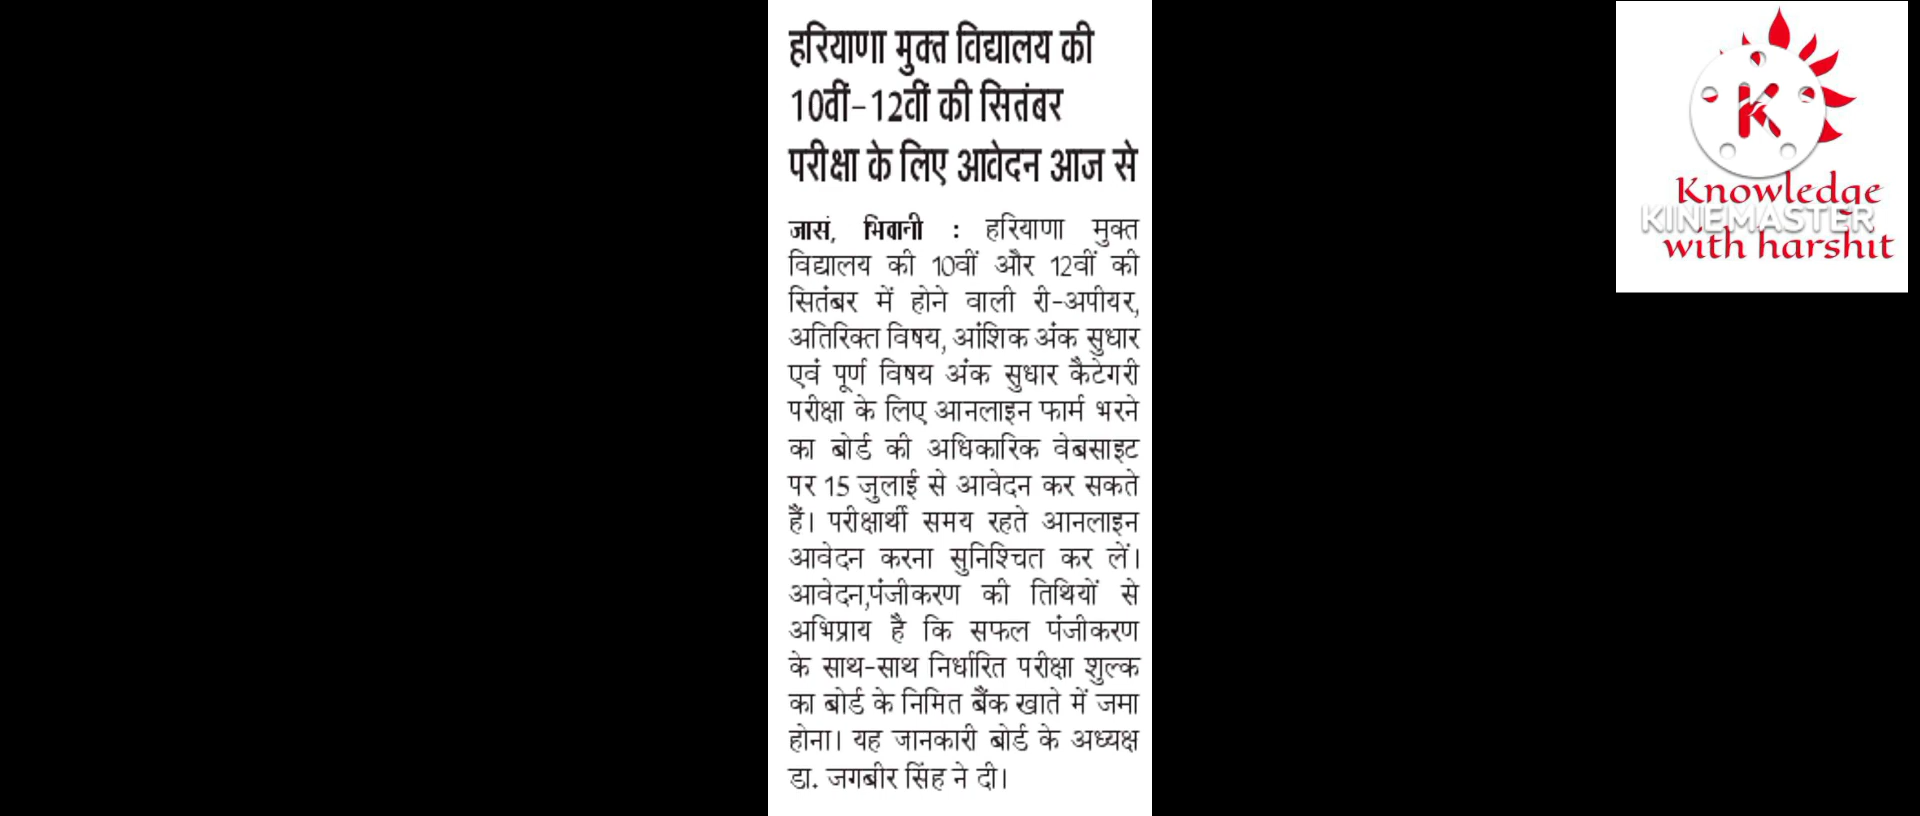 हरियाणा मुक्त विद्यालय की
10वीं-12वीं की सितंबर
परीक्षा के लिए आवेदन आज से
जासं, भिवानी : हरियाणा मुक्त
विद्यालय की 10वीं और 12वीं की
सितंबर में होने वाली री-अपीयर,
अतिरिक्त विषय, आंशिक अंक सुधार
एवं पूर्ण विषय अंक सुधार कैटेगरी
परीक्षा के लिए आनलाइन फार्म भरने
का बोर्ड की अधिकारिक वेबसाइट
पर 15 जुलाई से आवेदन कर सकते
हैं। परीक्षार्थी समय रहते आनलाइन
आवेदन करना सुनिश्चित कर लें।
आवेदन,पंजीकरण की तिथियों से
अभिप्राय है कि सफल पंजीकरण
के साथ-साथ निर्धारित परीक्षा शुल्क
का बोर्ड के निमित बैंक खाते में जमा
होना। यह जानकारी बोर्ड के अध्यक्ष
डा. जगबीर सिंह ने दी।
K
Knowledge
KINEMASTER
with harshit